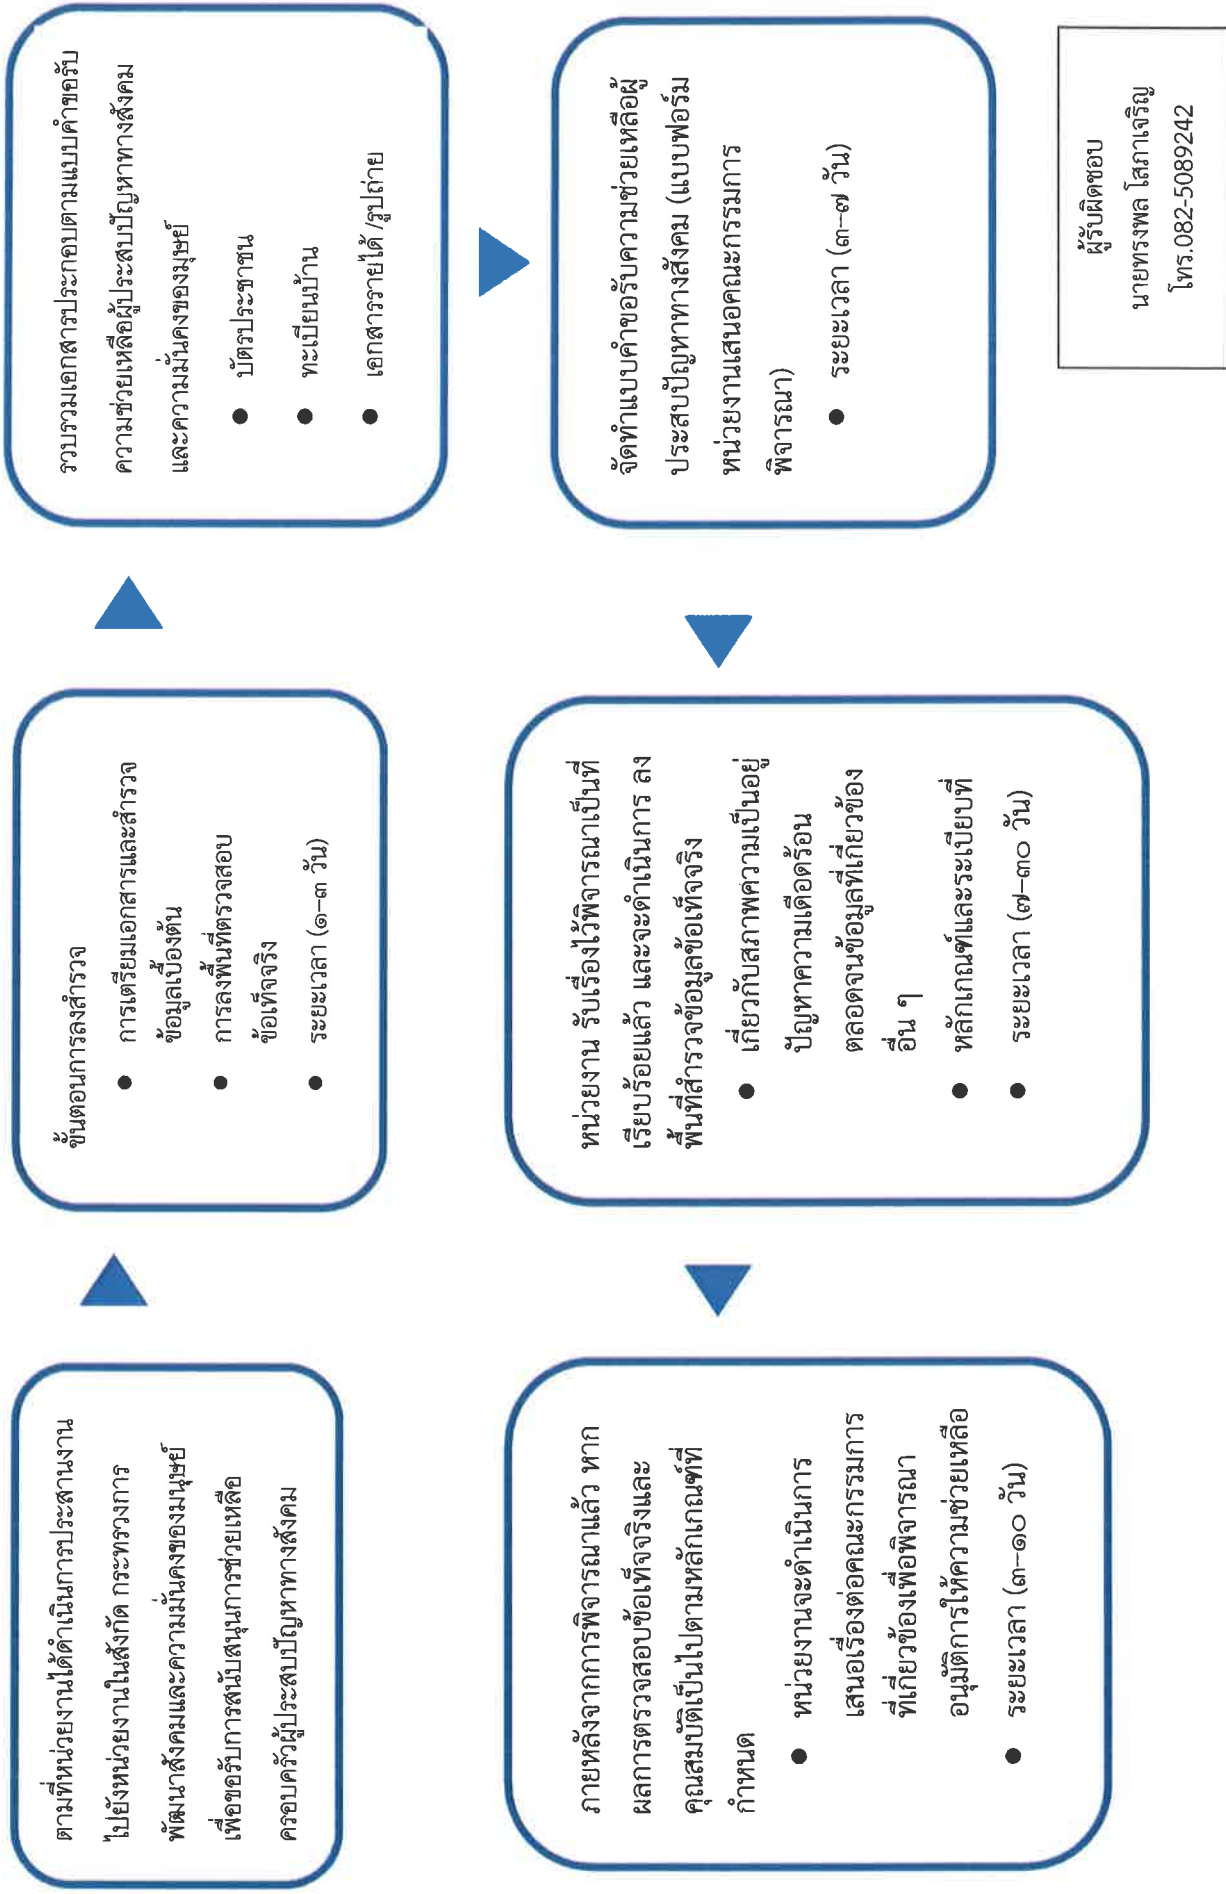 ตามที่หน่วยงานได้ดำเนินการประสานงาน
ไปยังหน่วยงานในสังกัด กระทรวงการ
พัฒนาสังคมและความมั่นคงของมนุษย์
เพื่อขอรับการสนับสนุนการช่วยเหลือ
ครอบครัวผู้ประสบปัญหาทางสังคม
ขั้นตอนการลงสำรวจ
● การเตรียมเอกสารและสำรวจ
ข้อมูลเบื้องต้น
● การลงพื้นที่ตรวจสอบ
ข้อเท็จจริง
● ระยะเวลา (๑-๓ วัน)
รวบรวมเอกสารประกอบตามแบบคำขอรับ
ความช่วยเหลือผู้ประสบปัญหาทางสังคม
และความมั่นคงของมุษย์
● บัตรประชาชน
● ทะเบียนบ้าน
● เอกสารรายได้ /รูปถ่าย
จัดทำแบบคำขอรับความช่วยเหลือผู้
ประสบปัญหาทางสังคม (แบบฟอร์ม
หน่วยงานเสนอคณะกรรมการ
พิจารณา)
● ระยะเวลา (๓-๗ วัน)
หน่วยงาน รับเรื่องไว้พิจารณาเป็นที่
เรียบร้อยแล้ว และจะดำเนินการ ลง
พื้นที่สำรวจข้อมูลข้อเท็จจริง
● เกี่ยวกับสภาพความเป็นอยู่
ปัญหาความเดือดร้อน
ตลอดจนข้อมูลที่เกี่ยวข้อง
อื่น ๆ
● หลักเกณฑ์และระเบียบที่
● ระยะเวลา (๗-๓๐ วัน)
ภายหลังจากการพิจารณาแล้ว หาก
ผลการตรวจสอบข้อเท็จจริงและ
คุณสมบัติเป็นไปตามหลักเกณฑ์ที่
กำหนด
● หน่วยงานจะดำเนินการ
เสนอเรื่องต่อคณะกรรมการ
ที่เกี่ยวข้องเพื่อพิจารณา
อนุมัติการให้ความช่วยเหลือ
● ระยะเวลา (๓-๑๐ วัน)
ผู้รับผิดชอบ
นายทรงพล โสภาเจริญ
โทร.082-5089242